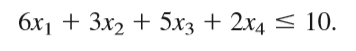 6x₁ + 3x₂ + 5x₃ + 2x₄ ≤ 10.